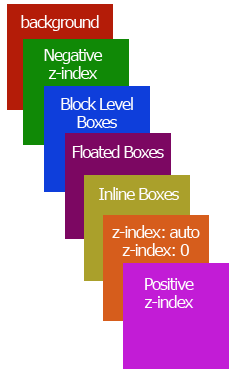 background
Negative
z-index
Block Level
Boxes
Floated Boxes
Inline Boxes
z-index: auto
z-index: 0
Positive
z-index